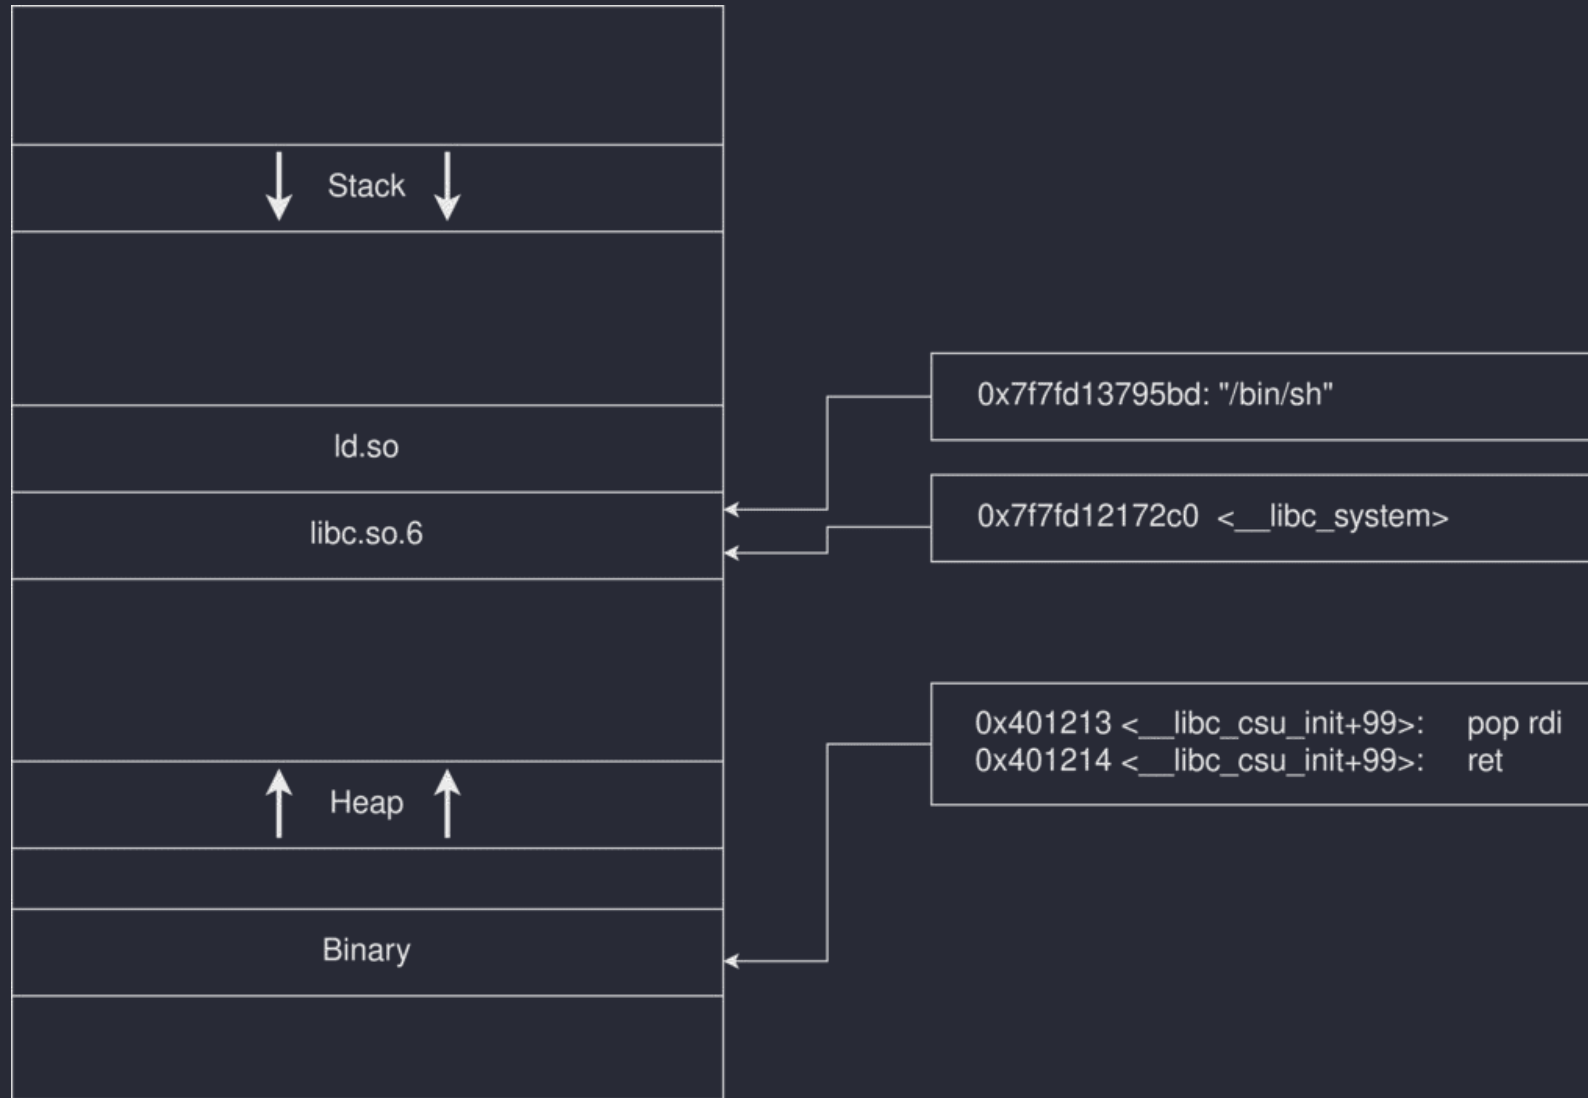 Stack
0x7f7fd13795bd: "/bin/sh"
ld.so
0x7f7fd12172c0 <__libc_system>
libc.so.6
0x401213 <__libc_csu_init+99>: pop rdi
0x401214 <__libc_csu_init+99>: ret
Heap
Binary